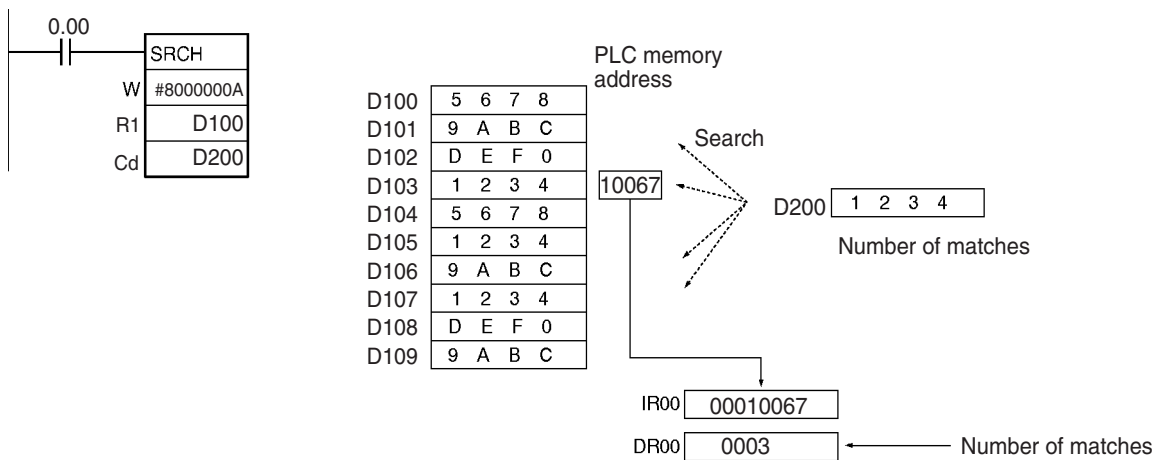 0.00
SRCH
W #8000000A
R1 D100
Cd D200
PLC memory
address
D100 5 6 7 8
D101 9 A B C
D102 D E F 0
D103 1 2 3 4 10067
D104 5 6 7 8
D105 1 2 3 4
D106 9 A B C
D107 1 2 3 4
D108 D E F 0
D109 9 A B C
Search
D200 1 2 3 4
Number of matches
IR00 00010067
DR00 0003 Number of matches